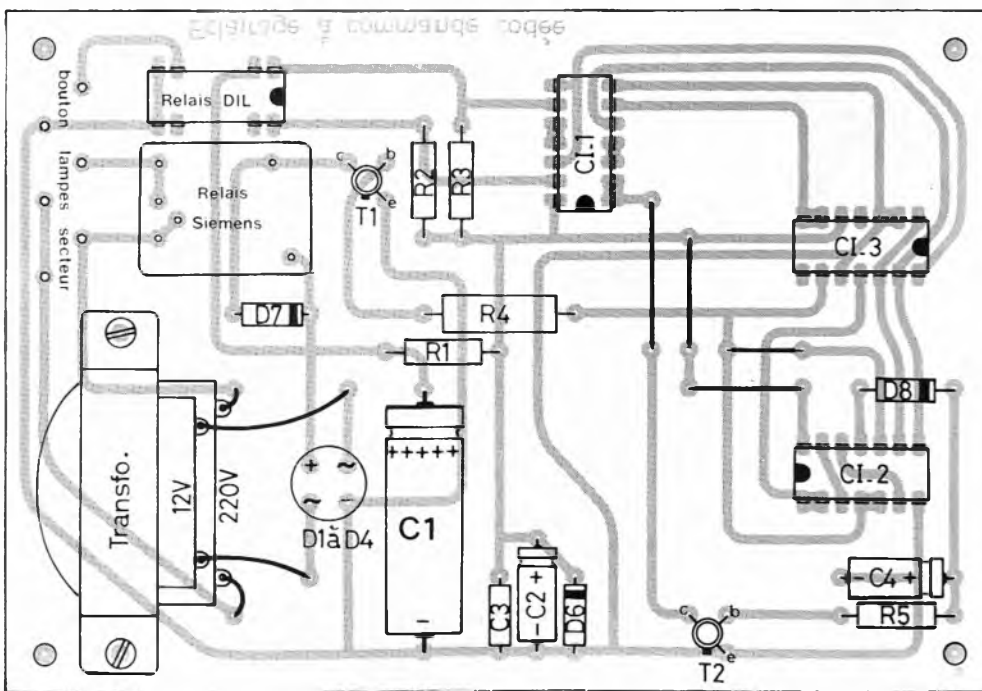 Eclairage à commande codée
bouton
lampes
secteur
Relais DIL
Relais
Siemens
c
b
e
T1
R2
R3
CI-1
CI-3
D7
R4
R1
Transfo.
12V
220V
+ ~
~ -
D1à D4
+++++
C1
-
C3
-C2+
D6
D8
CI-2
-C4+
R5
c
b
e
T2